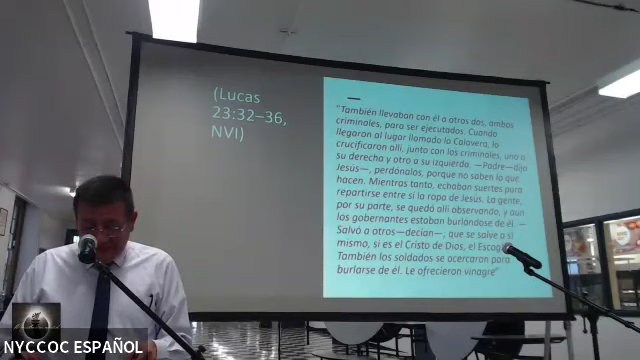 (Lucas
23:32–36,
NVI)
"También llevaban con él a otros dos, ambos
criminales, para ser ejecutados. Cuando
llegaron al lugar llamado la Calavera, lo
crucificaron allí, junto con los criminales, uno a
su derecha y otro a su izquierdo. —Padre—dijo
Jesús—, perdónalos, porque no saben lo que
hacen. Mientras tanto, echaban suertes para
repartirse entre sí la ropa de Jesús. La gente,
por su parte, se quedó allí observando, y aun
los gobernantes estaban burlándose de él. —
Salvó a otros—decían—, que se salve a sí
mismo, si es el Cristo de Dios, el
También los soldados se acercaron para
burlarse de él. Le ofrecieron vinagre"
NYCCOC ESPAÑOL